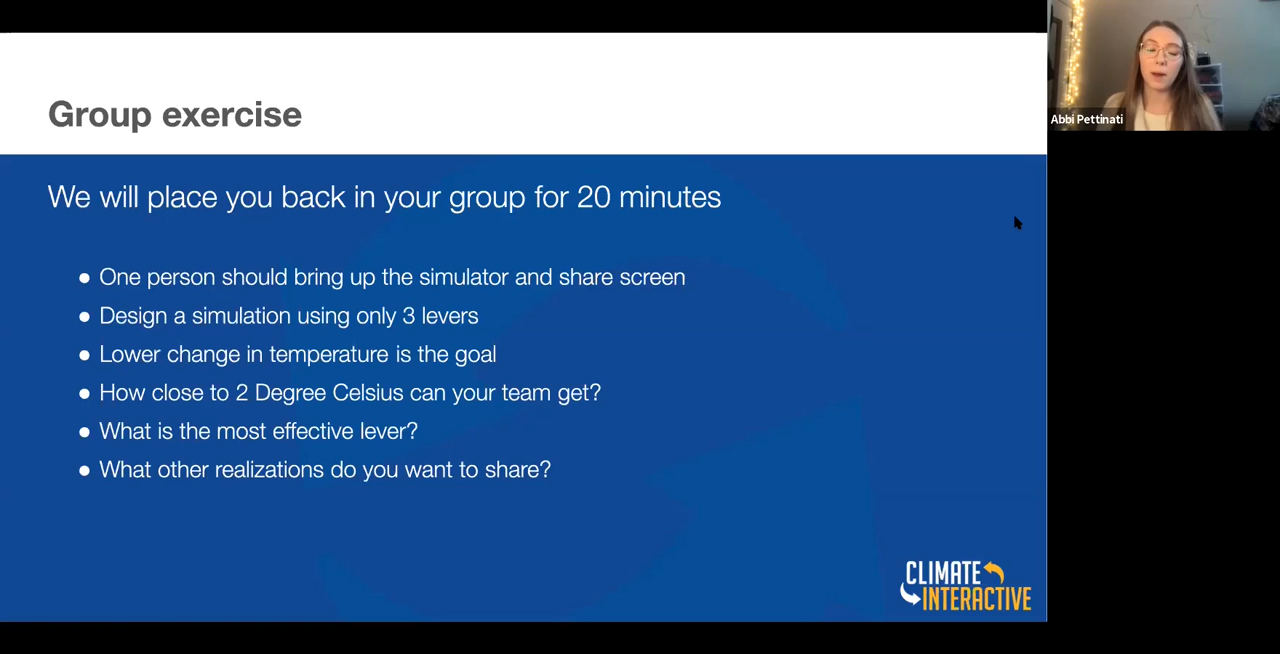 Group exercise
We will place you back in your group for 20 minutes
● One person should bring up the simulator and share screen
● Design a simulation using only 3 levers
● Lower change in temperature is the goal
● How close to 2 Degree Celsius can your team get?
● What is the most effective lever?
● What other realizations do you want to share?
CLIMATE
INTERACTIVE
Abbi Pettinati